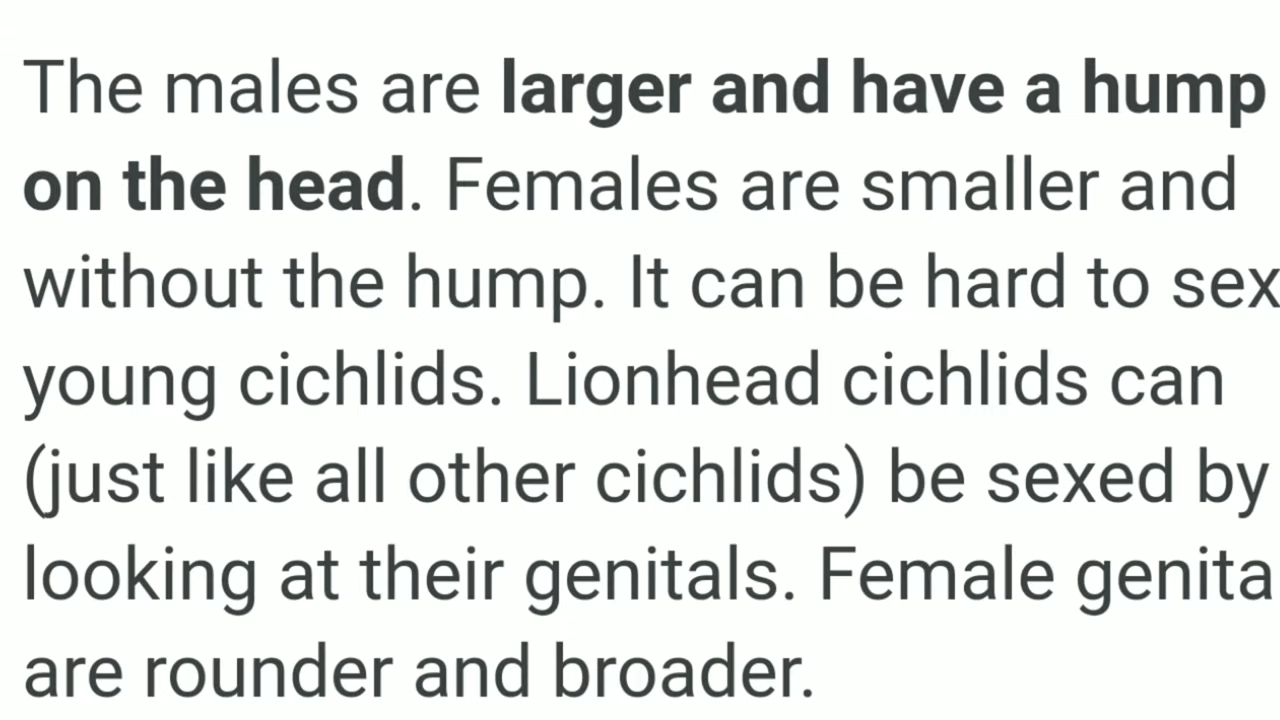 The males are larger and have a hump
on the head. Females are smaller and
without the hump. It can be hard to sex
young cichlids. Lionhead cichlids can
(just like all other cichlids) be sexed by
looking at their genitals. Female genita
are rounder and broader.